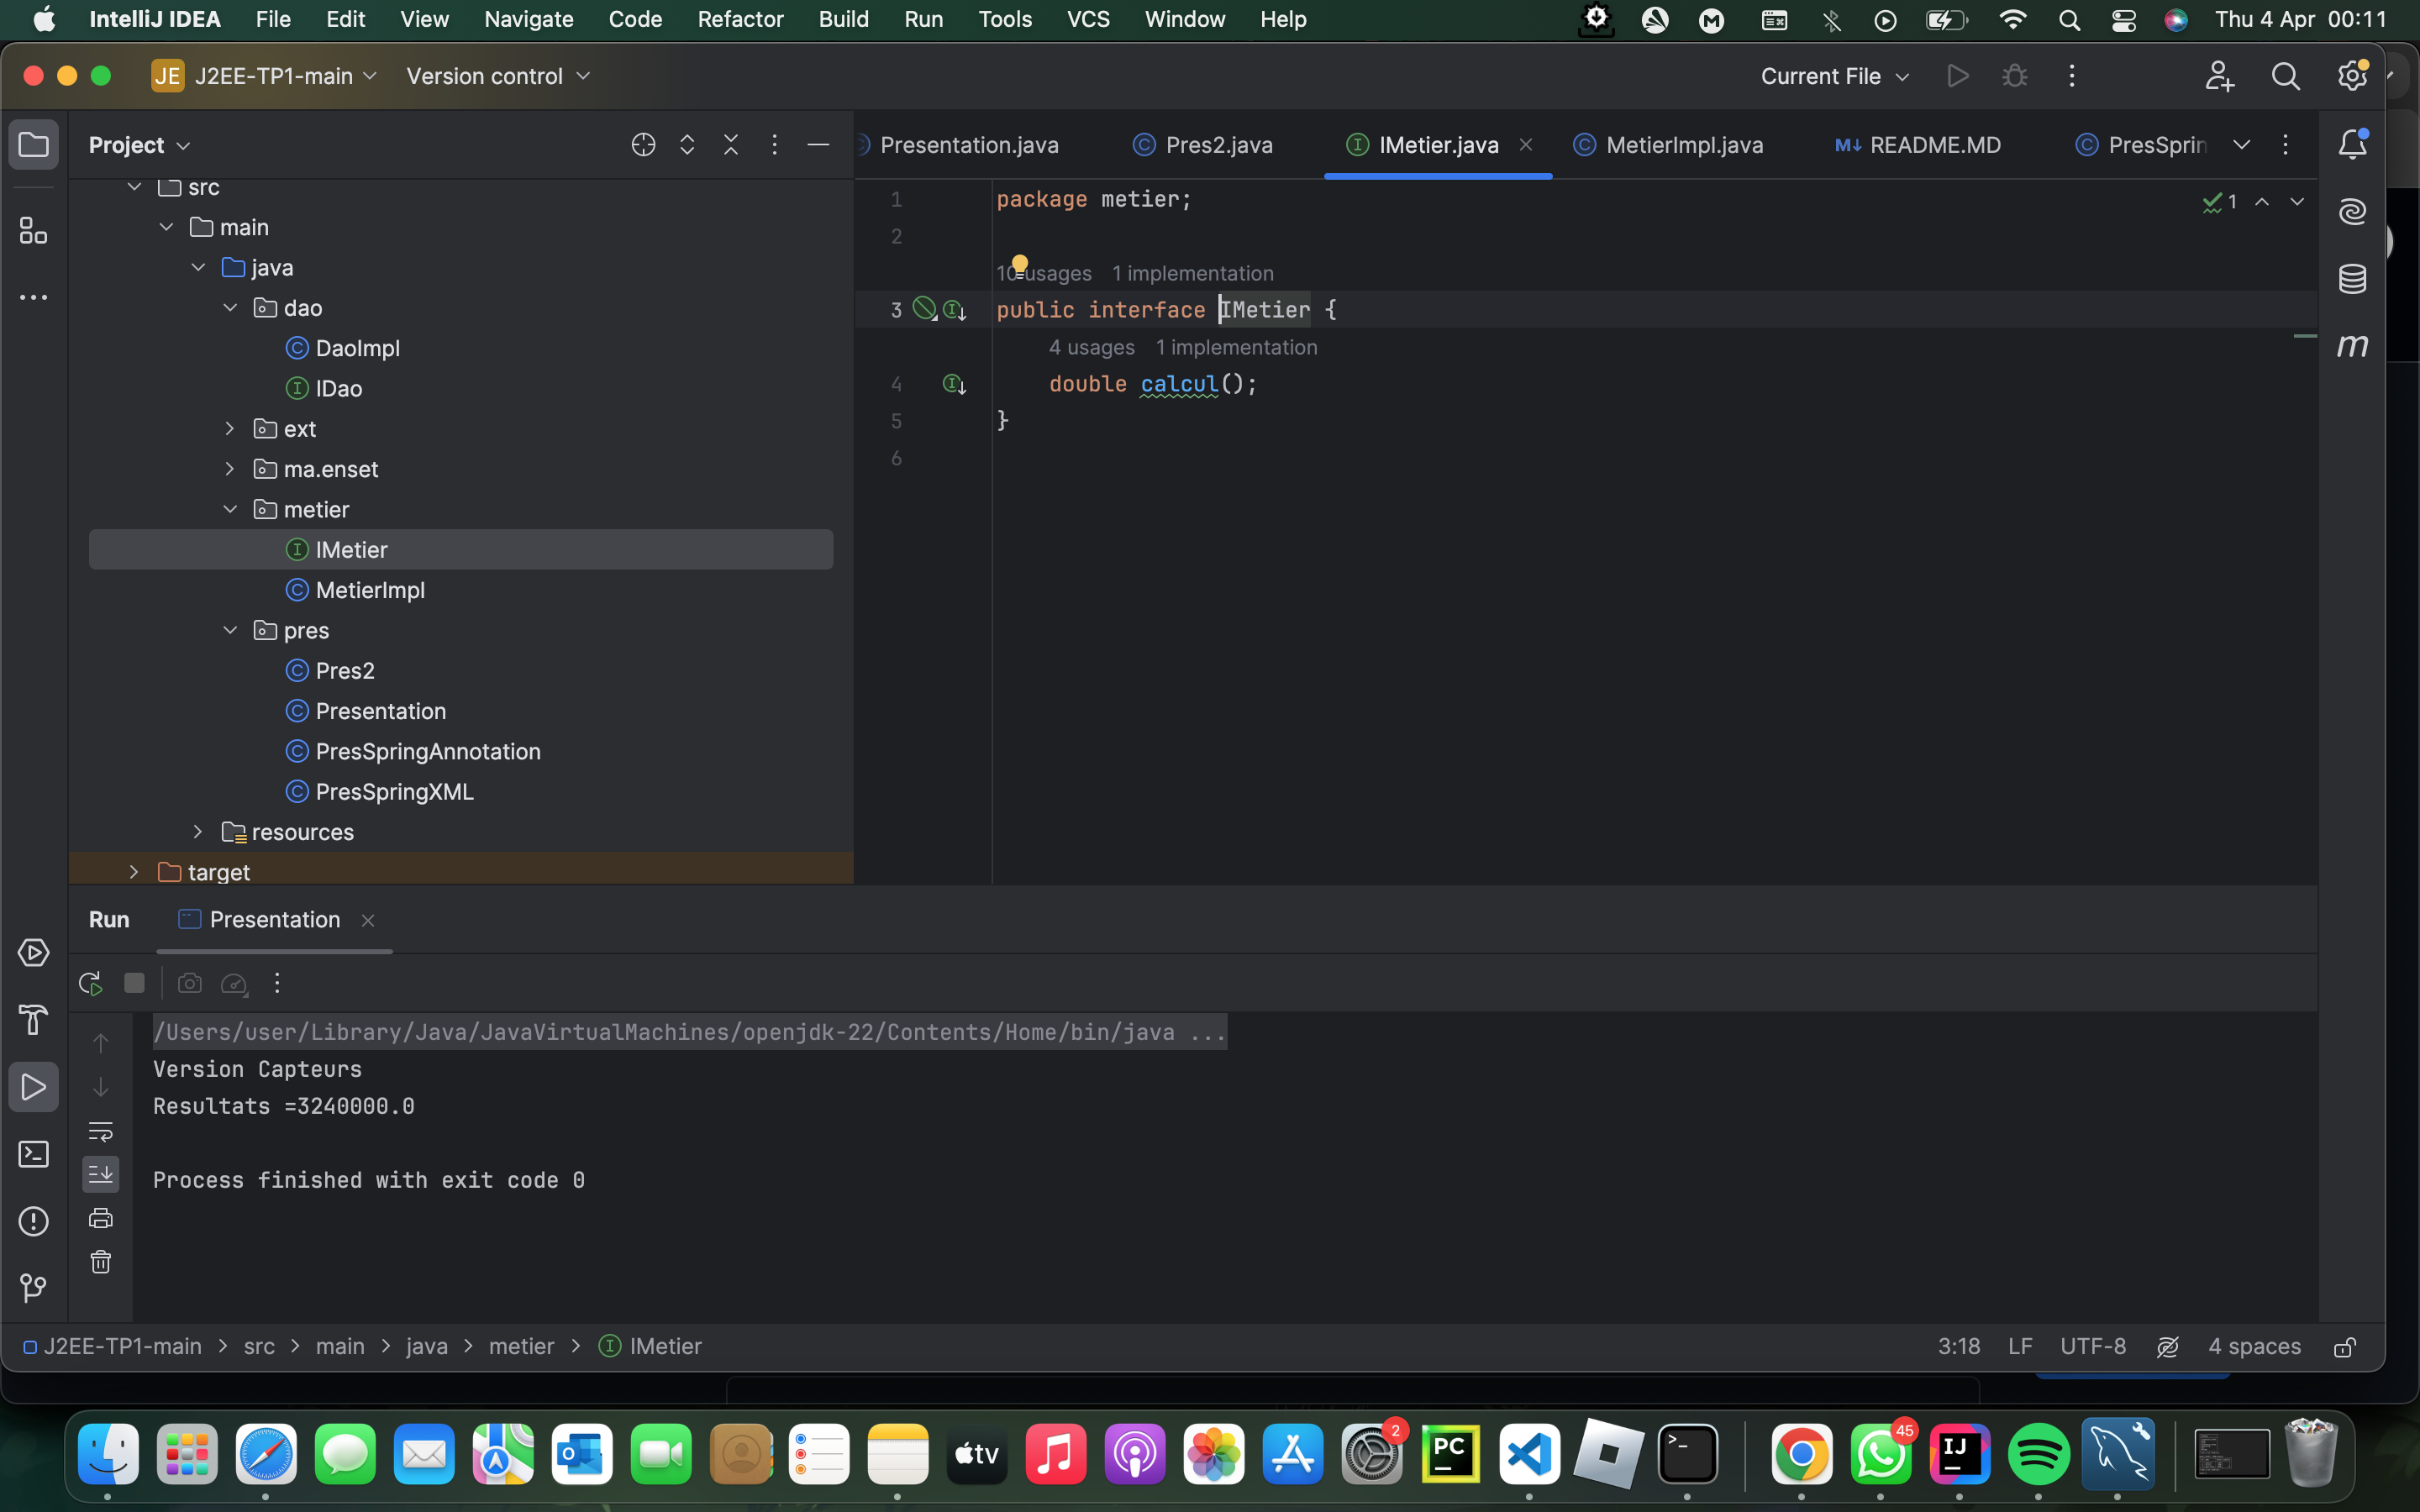 IntelliJ IDEA File Edit View Navigate Code Refactor Build Run Tools VCS Window Help Thu 4 Apr 00:11
JE J2EE-TP1-main Version control Current File
Project
src
main
java
dao
DaoImpl
IDao
ext
ma.enset
metier
IMetier
MetierImpl
pres
Pres2
Presentation
PresSpringAnnotation
PresSpringXML
resources
target
Presentation.java Pres2.java IMetier.java MetierImpl.java M↓ README.MD PresSprin
1 package metier;
1
2
10 usages 1 implementation
3 public interface IMetier {
4 usages 1 implementation
4 double calcul();
5 }
6
m
Run Presentation
/Users/user/Library/Java/JavaVirtualMachines/openjdk-22/Contents/Home/bin/java ...
Version Capteurs
Resultats =3240000.0
Process finished with exit code 0
J2EE-TP1-main > src > main > java > metier > IMetier 3:18 LF UTF-8 4 spaces
tv 2 PC 45 IJ